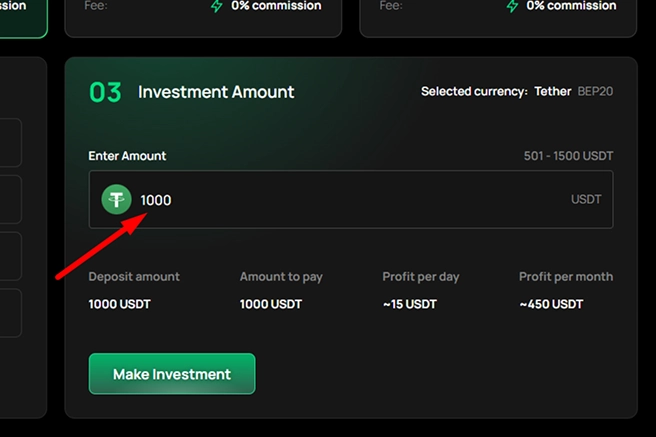 ssion
Fee: 0% commission
Fee: 0% commission
03 Investment Amount
Selected currency: Tether BEP20
Enter Amount 501 - 1500 USDT
1000 USDT
Deposit amount Amount to pay Profit per day Profit per month
1000 USDT 1000 USDT ~15 USDT ~450 USDT
Make Investment